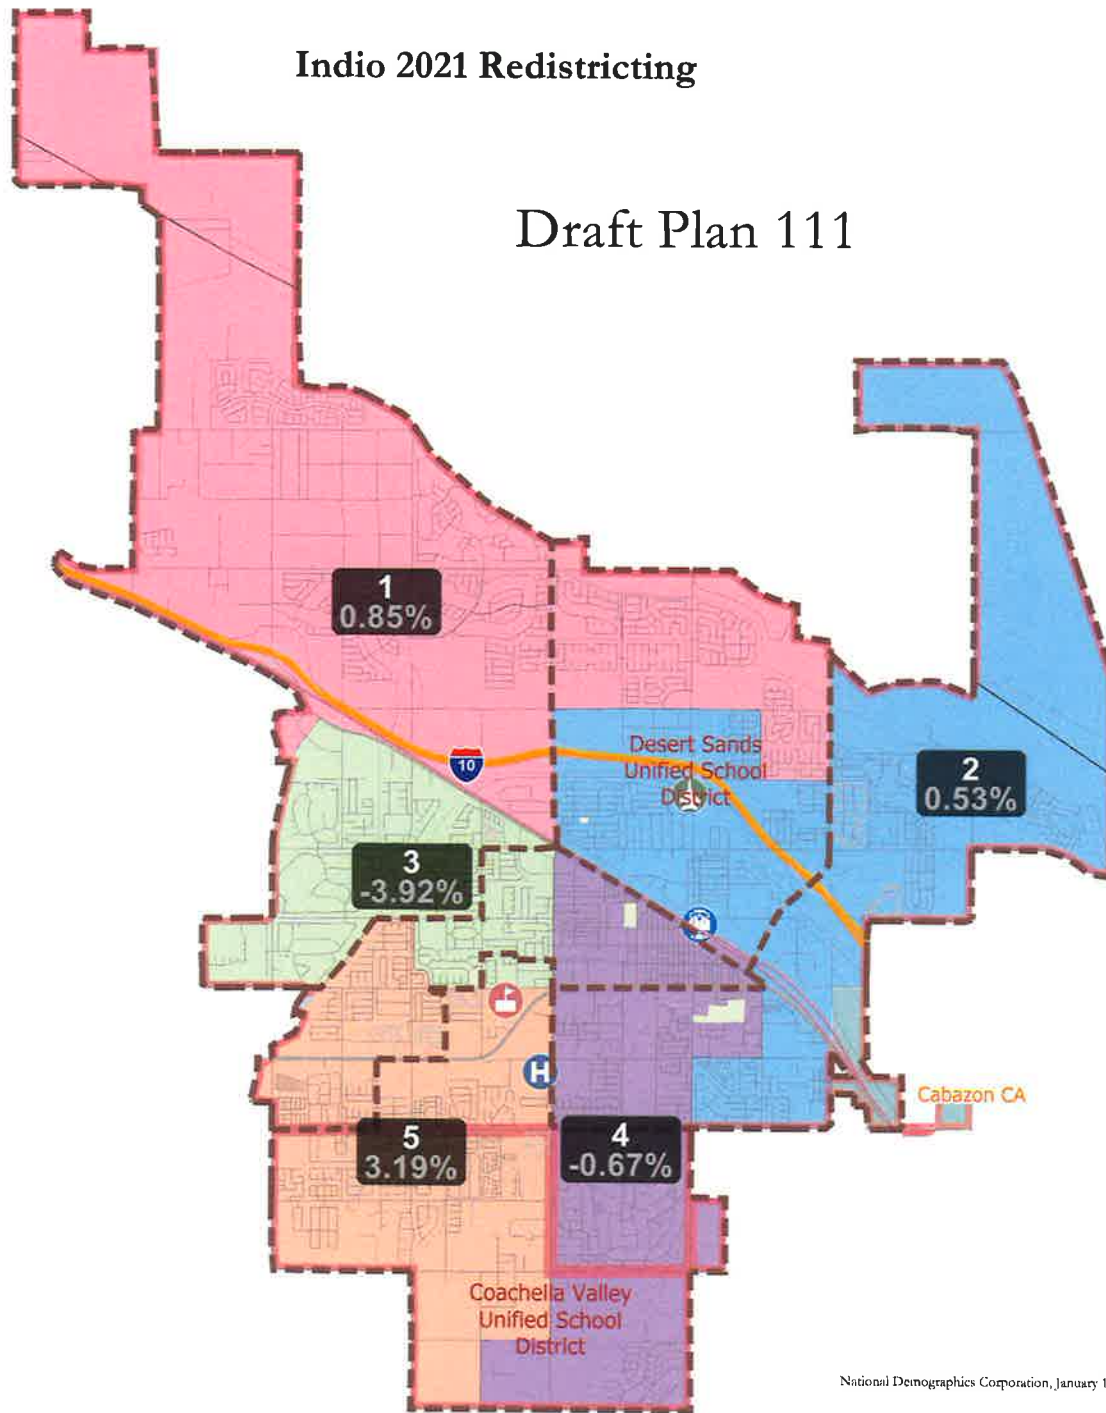 Indio 2021 Redistricting
Draft Plan 111
1
0.85%
10
Desert Sands
Unified School
District
2
0.53%
3
-3.92%
H
Cabazon CA
5
3.19%
4
-0.67%
Coachella Valley
Unified School
District
National Demographics Corporation, January 1